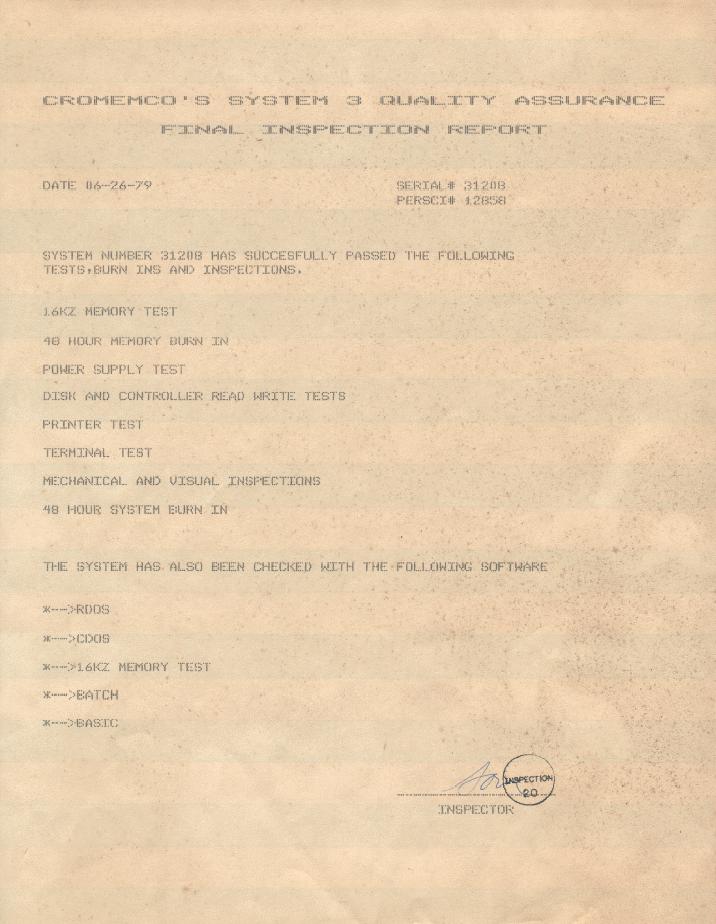 CROMEMCO'S SYSTEM 3 QUALITY ASSURANCE
FINAL INSPECTION REPORT
DATE 06-26-79
SERIAL# 31208
PERSCI# 12858
SYSTEM NUMBER 31208 HAS SUCCESFULLY PASSED THE FOLLOWING
TESTS,BURN INS AND INSPECTIONS.
16KZ MEMORY TEST
48 HOUR MEMORY BURN IN
POWER SUPPLY TEST
DISK AND CONTROLLER READ WRITE TESTS
PRINTER TEST
TERMINAL TEST
MECHANICAL AND VISUAL INSPECTIONS
48 HOUR SYSTEM BURN IN
THE SYSTEM HAS ALSO BEEN CHECKED WITH THE FOLLOWING SOFTWARE
*--->RDOS
*--->CDOS
*--->16KZ MEMORY TEST
*--->BATCH
*--->BASIC
INSPECTION
20
INSPECTOR